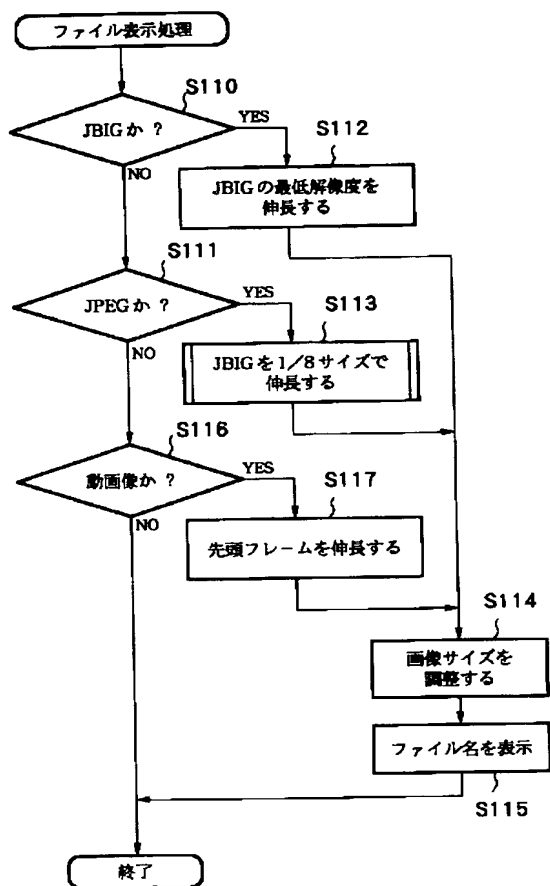 ファイル表示処理
S110
JBIGか ?
YES
NO
S112
JBIGの最低解像度を
伸長する
S111
JPEGか ?
YES
NO
S113
JBIGを1/8サイズで
伸長する
S116
動画像か ?
YES
NO
S117
先頭フレームを伸長する
S114
画像サイズを
調整する
ファイル名を表示
S115
終了